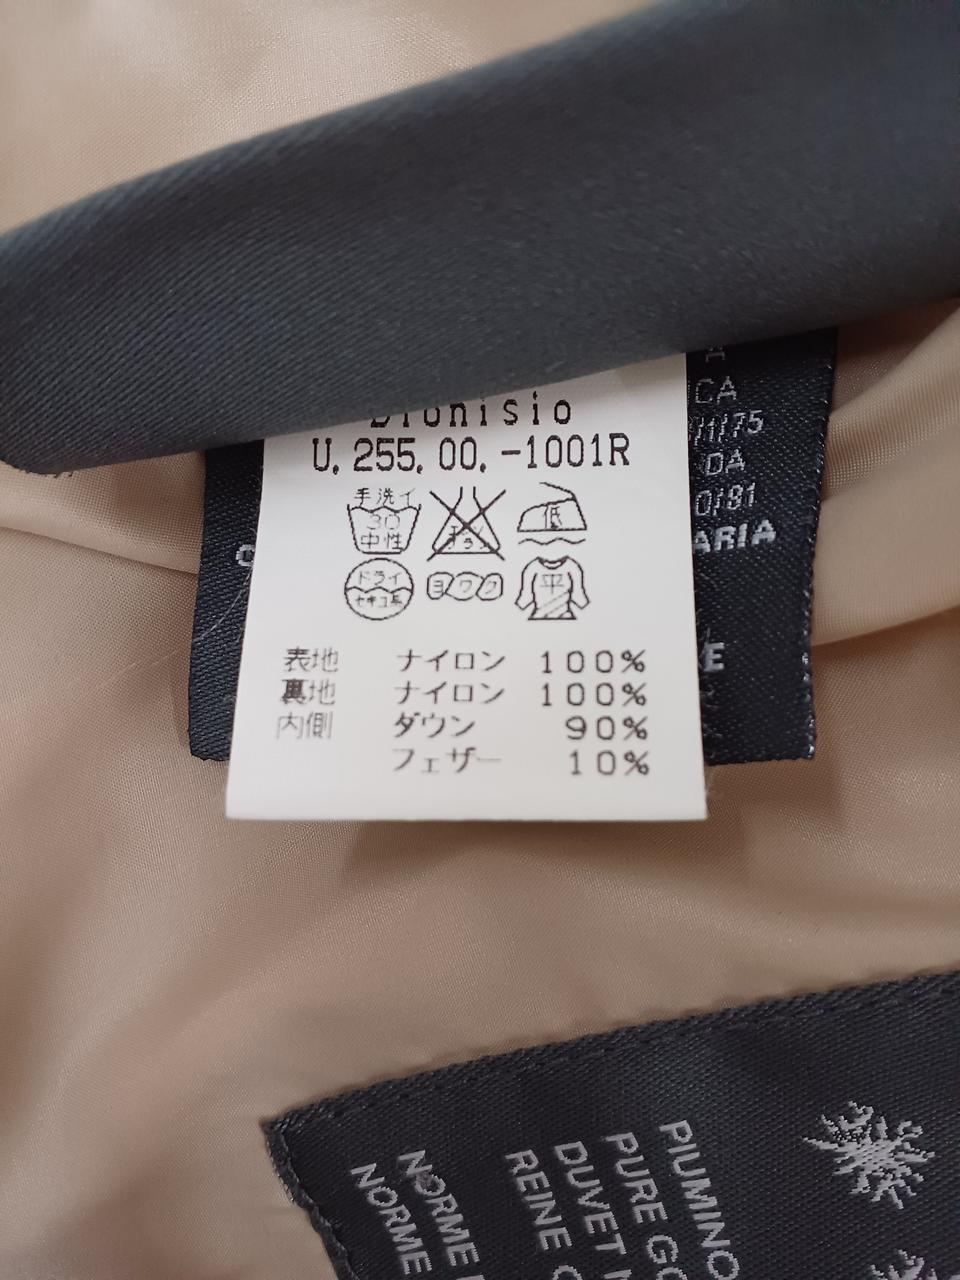 Dionisio
U.255.00.-1001R
手洗イ
30
中性
低
ドライ
セキユ系
ヨワク
平
表地 ナイロン 100%
裏地 ナイロン 100%
内側 ダウン 90%
フェザー 10%
CA
DA
ARIA
E
PIUMINO
PURE GO
DUVET
REINE
NORME
NORME